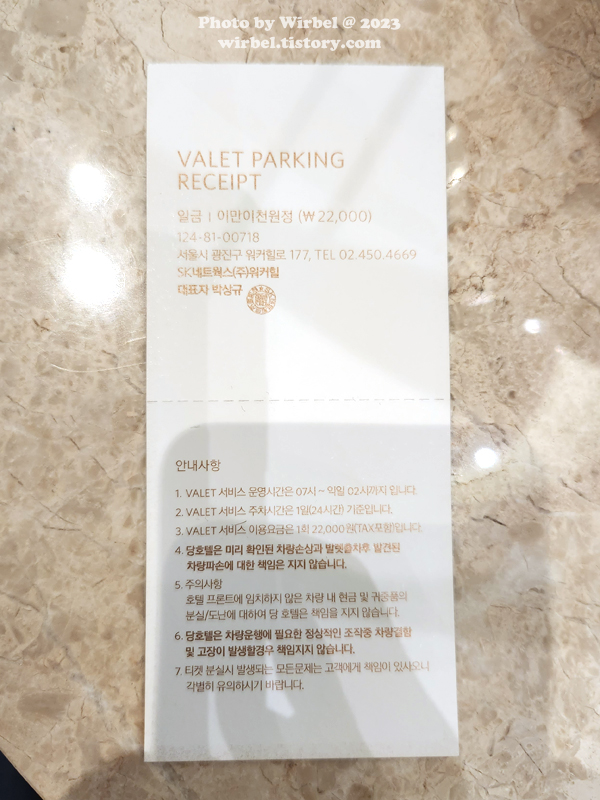 Photo by Wirbel @ 2023
wirbel.tistory.com
VALET PARKING
RECEIPT
일금 | 이만이천원정 (₩22,000)
124-81-00718
서울시 광진구 워커힐로 177, TEL 02.450.4669
SK네트웍스(주)워커힐
대표자 박상규
안내사항
1. VALET 서비스 운영시간은 07시 ~ 익일 02시까지 입니다.
2. VALET 서비스 주차시간은 1일(24시간) 기준입니다.
3. VALET 서비스 이용요금은 1회 22,000원(TAX포함)입니다.
4. 당호텔은 미리 확인된 차량손상과 발렛출차후 발견된
차량파손에 대한 책임은 지지 않습니다.
5. 주의사항
호텔 프론트에 임치하지 않은 차량 내 현금 및 귀중품의
분실/도난에 대하여 당 호텔은 책임을 지지 않습니다.
6. 당호텔은 차량운행에 필요한 정상적인 조작중 차량결함
및 고장이 발생할경우 책임지지 않습니다.
7. 티켓 분실시 발생되는 모든문제는 고객에게 책임이 있사오니
각별히 유의하시기 바랍니다.